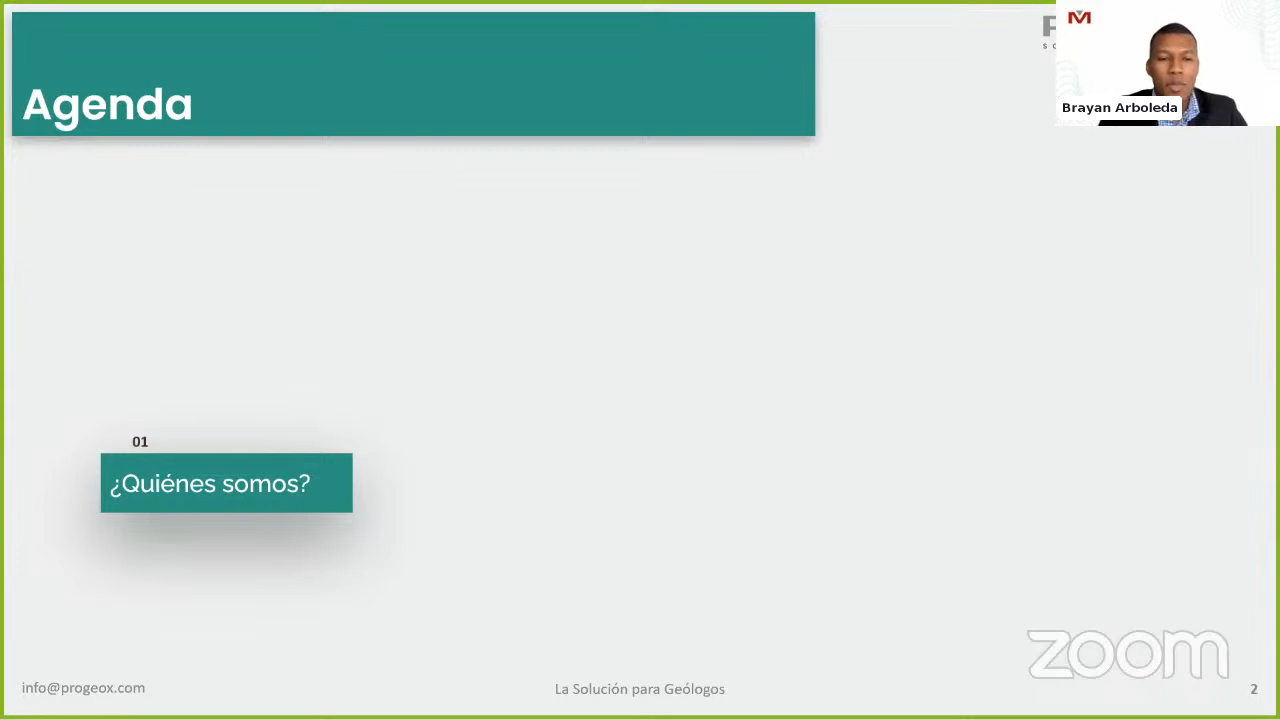 Agenda
Brayan Arboleda
01
¿Quiénes somos?
zoom
info@progeox.com
La Solución para Geólogos
2